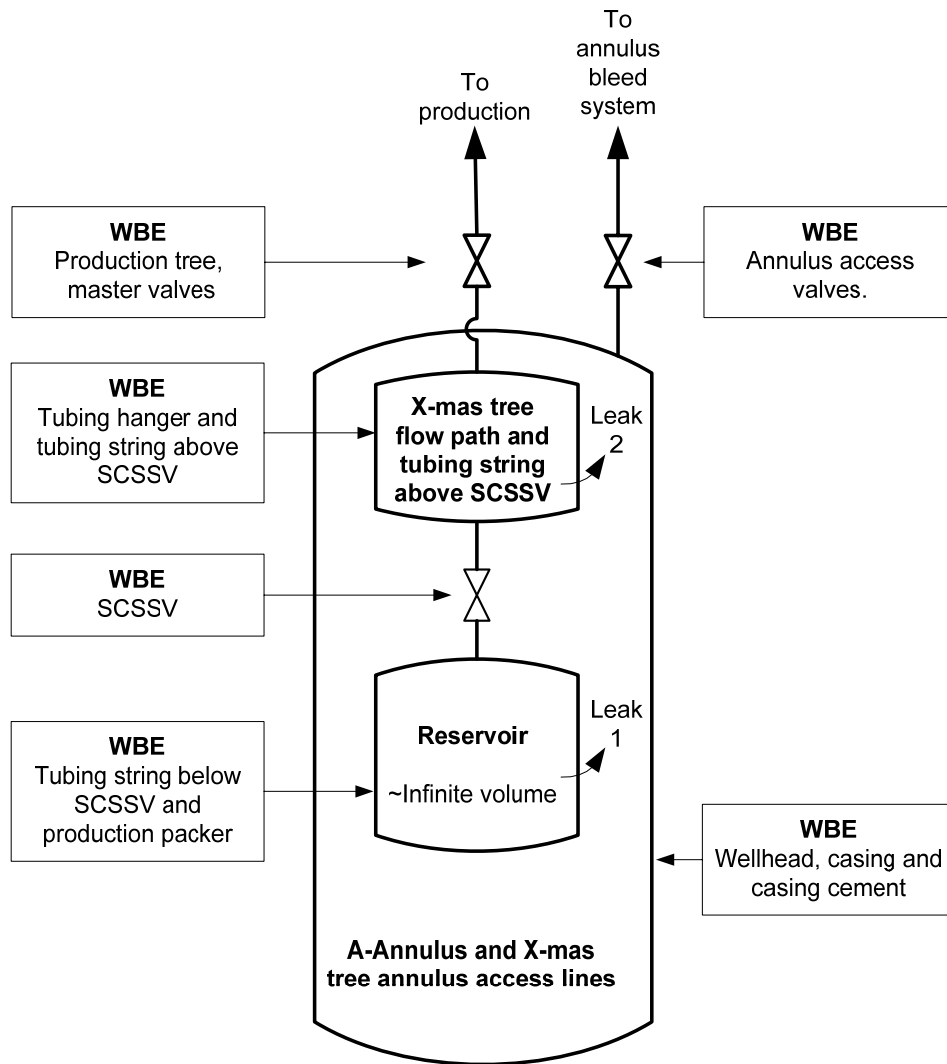 To
annulus
bleed
system
To
production
WBE
Production tree,
master valves
WBE
Annulus access
valves.
WBE
Tubing hanger and
tubing string above
SCSSV
X-mas tree
flow path and
tubing string
above SCSSV
Leak
2
WBE
SCSSV
WBE
Tubing string below
SCSSV and
production packer
Reservoir
~Infinite volume
Leak
1
WBE
Wellhead, casing and
casing cement
A-Annulus and X-mas
tree annulus access lines